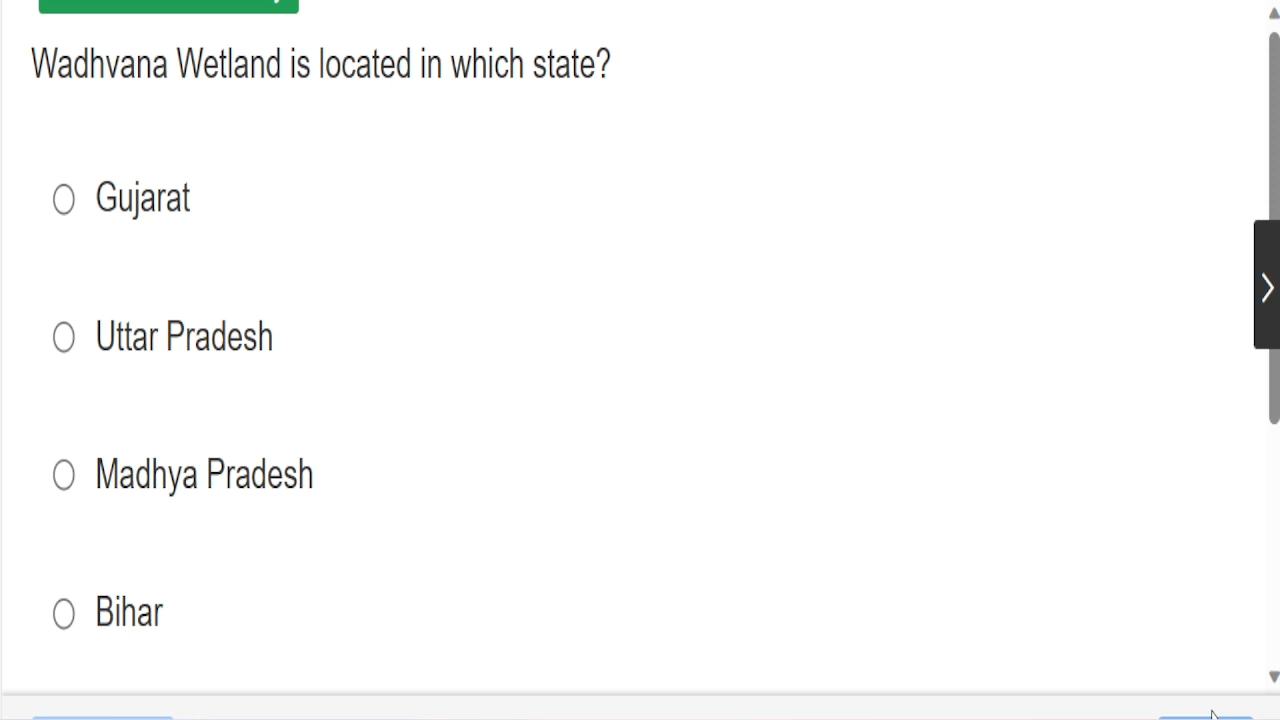 Wadhvana Wetland is located in which state?
Gujarat
Uttar Pradesh
Madhya Pradesh
Bihar